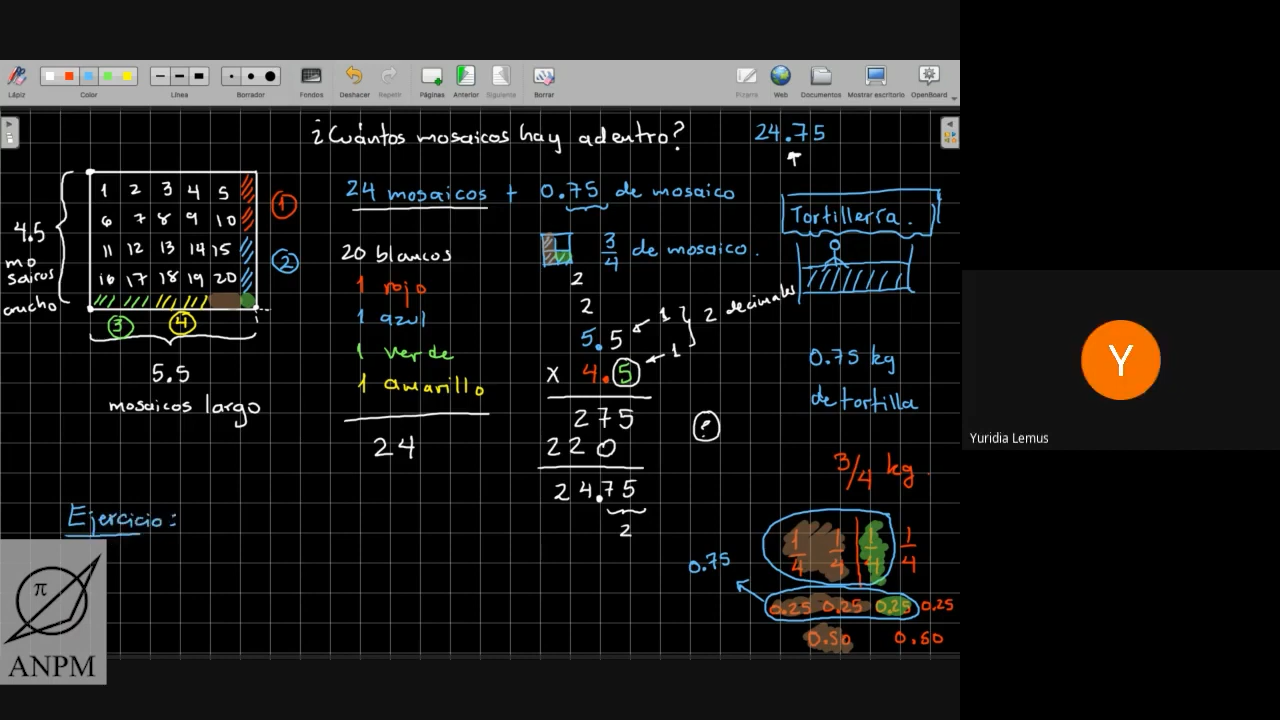 Lápiz
Color
Línea
Borrador
Fondos
Deshacer
Repetir
Páginas
Anterior
Siguiente
Borrar
Pizarra
Web
Documentos
Mostrar escritorio
OpenBoard
¿Cuántos mosaicos hay adentro?
24.75
1 2 3 4 5
6 7 8 9 10
11 12 13 14 15
16 17 18 19 20
4.5
mo
saicos
ancho
1
2
3
4
5.5
mosaicos largo
24 mosaicos + 0.75 de mosaico
20 blancos
1 rojo
1 azul
1 verde
1 amarillo
24
3/4 de mosaico.
2
2
5.5
x 4.5
1
1
2 decimales
275
220
24.75
2
?
Tortillería.
0.75 kg
de tortilla
3/4 kg.
1/4 1/4 1/4 1/4
0.75
0.25 0.25 0.25 0.25
0.50 0.50
Ejercicio:
π
ANPM
Y
Yuridia Lemus